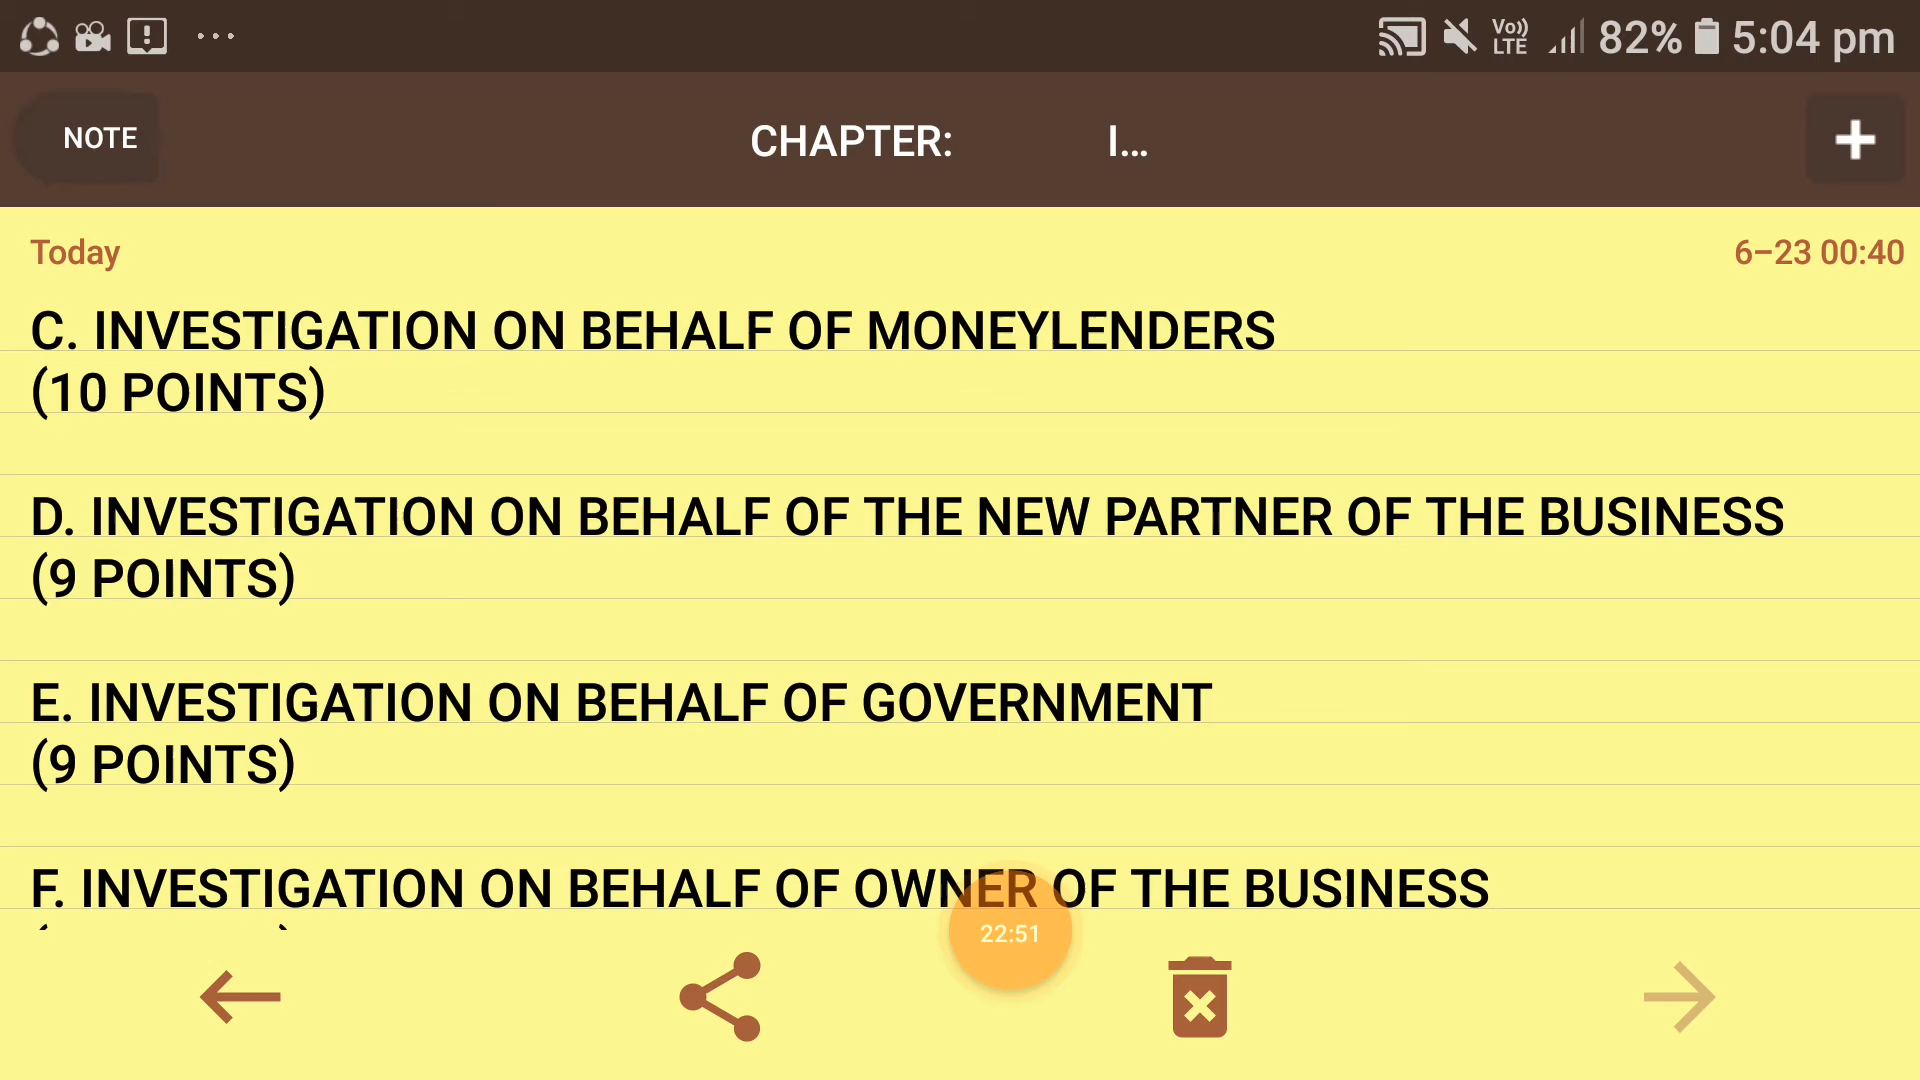 Vo)) LTE 82% 5:04 pm
NOTE CHAPTER: I...
Today 6–23 00:40
C. INVESTIGATION ON BEHALF OF MONEYLENDERS
(10 POINTS)
D. INVESTIGATION ON BEHALF OF THE NEW PARTNER OF THE BUSINESS
(9 POINTS)
E. INVESTIGATION ON BEHALF OF GOVERNMENT
(9 POINTS)
F. INVESTIGATION ON BEHALF OF OWNER OF THE BUSINESS
22:51